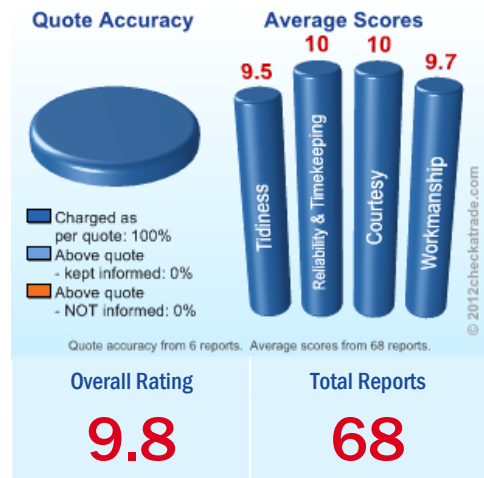 Quote Accuracy
Average Scores
9.5
10
10
9.7
Tidiness
Reliability & Timekeeping
Courtesy
Workmanship
Charged as
per quote: 100%
Above quote
- kept informed: 0%
Above quote
- NOT informed: 0%
© 2012checkatrade.com
Quote accuracy from 6 reports. Average scores from 68 reports.
Overall Rating
9.8
Total Reports
68